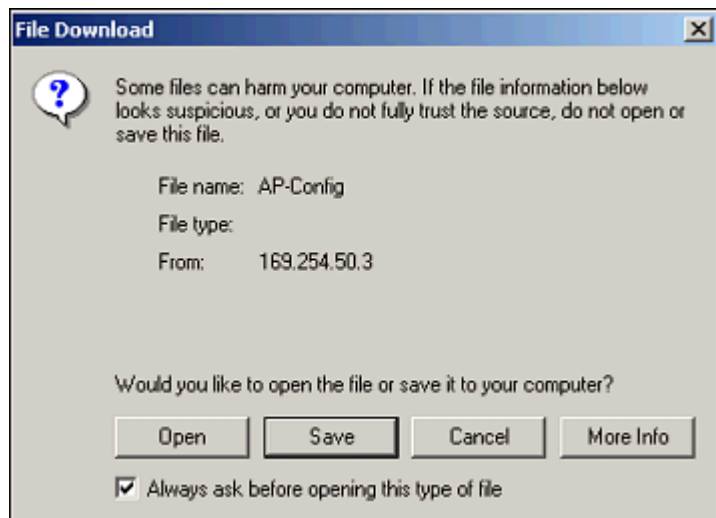 File Download
Some files can harm your computer. If the file information below
looks suspicious, or you do not fully trust the source, do not open or
save this file.
File name: AP-Config
File type:
From: 169.254.50.3
Would you like to open the file or save it to your computer?
Open Save Cancel More Info
Always ask before opening this type of file